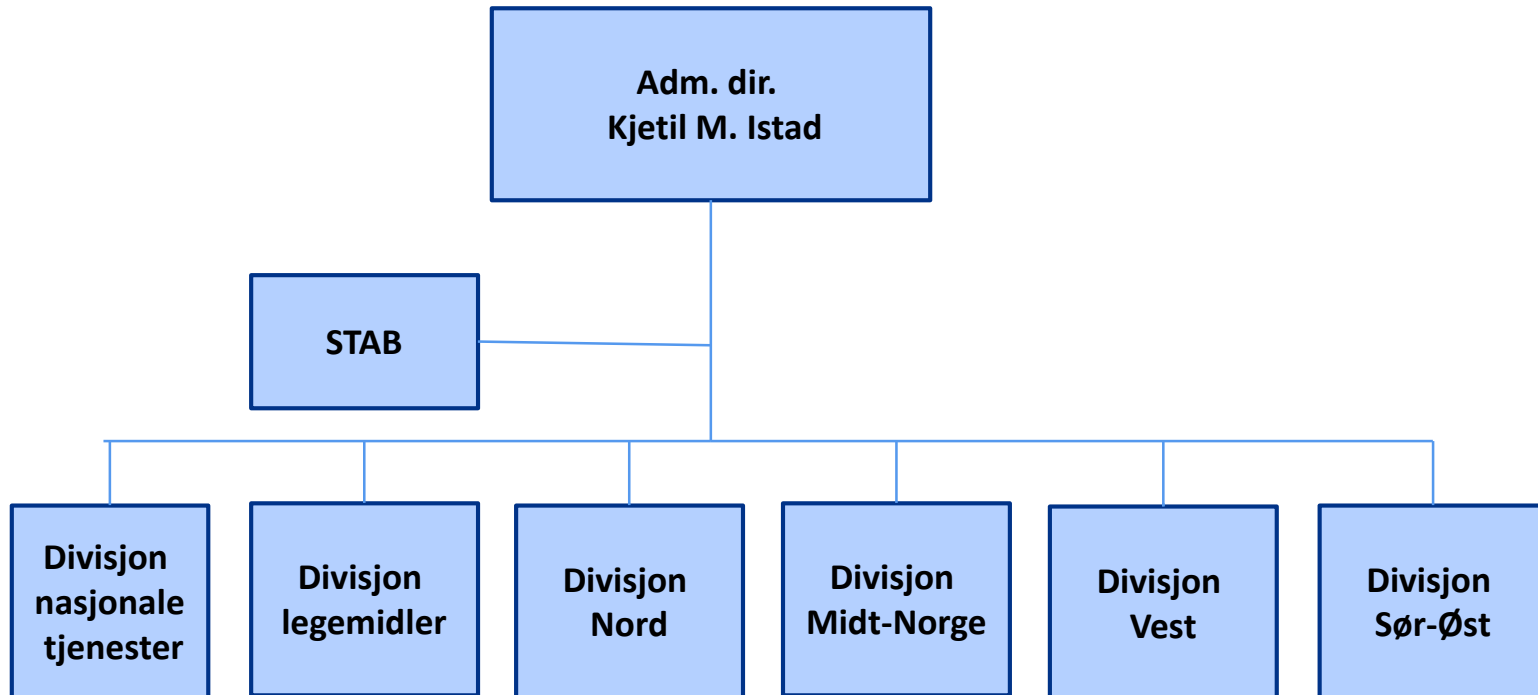 Adm. dir.
Kjetil M. Istad
STAB
Divisjon
nasjonale
tjenester
Divisjon
legemidler
Divisjon
Nord
Divisjon
Midt-Norge
Divisjon
Vest
Divisjon
Sør-Øst